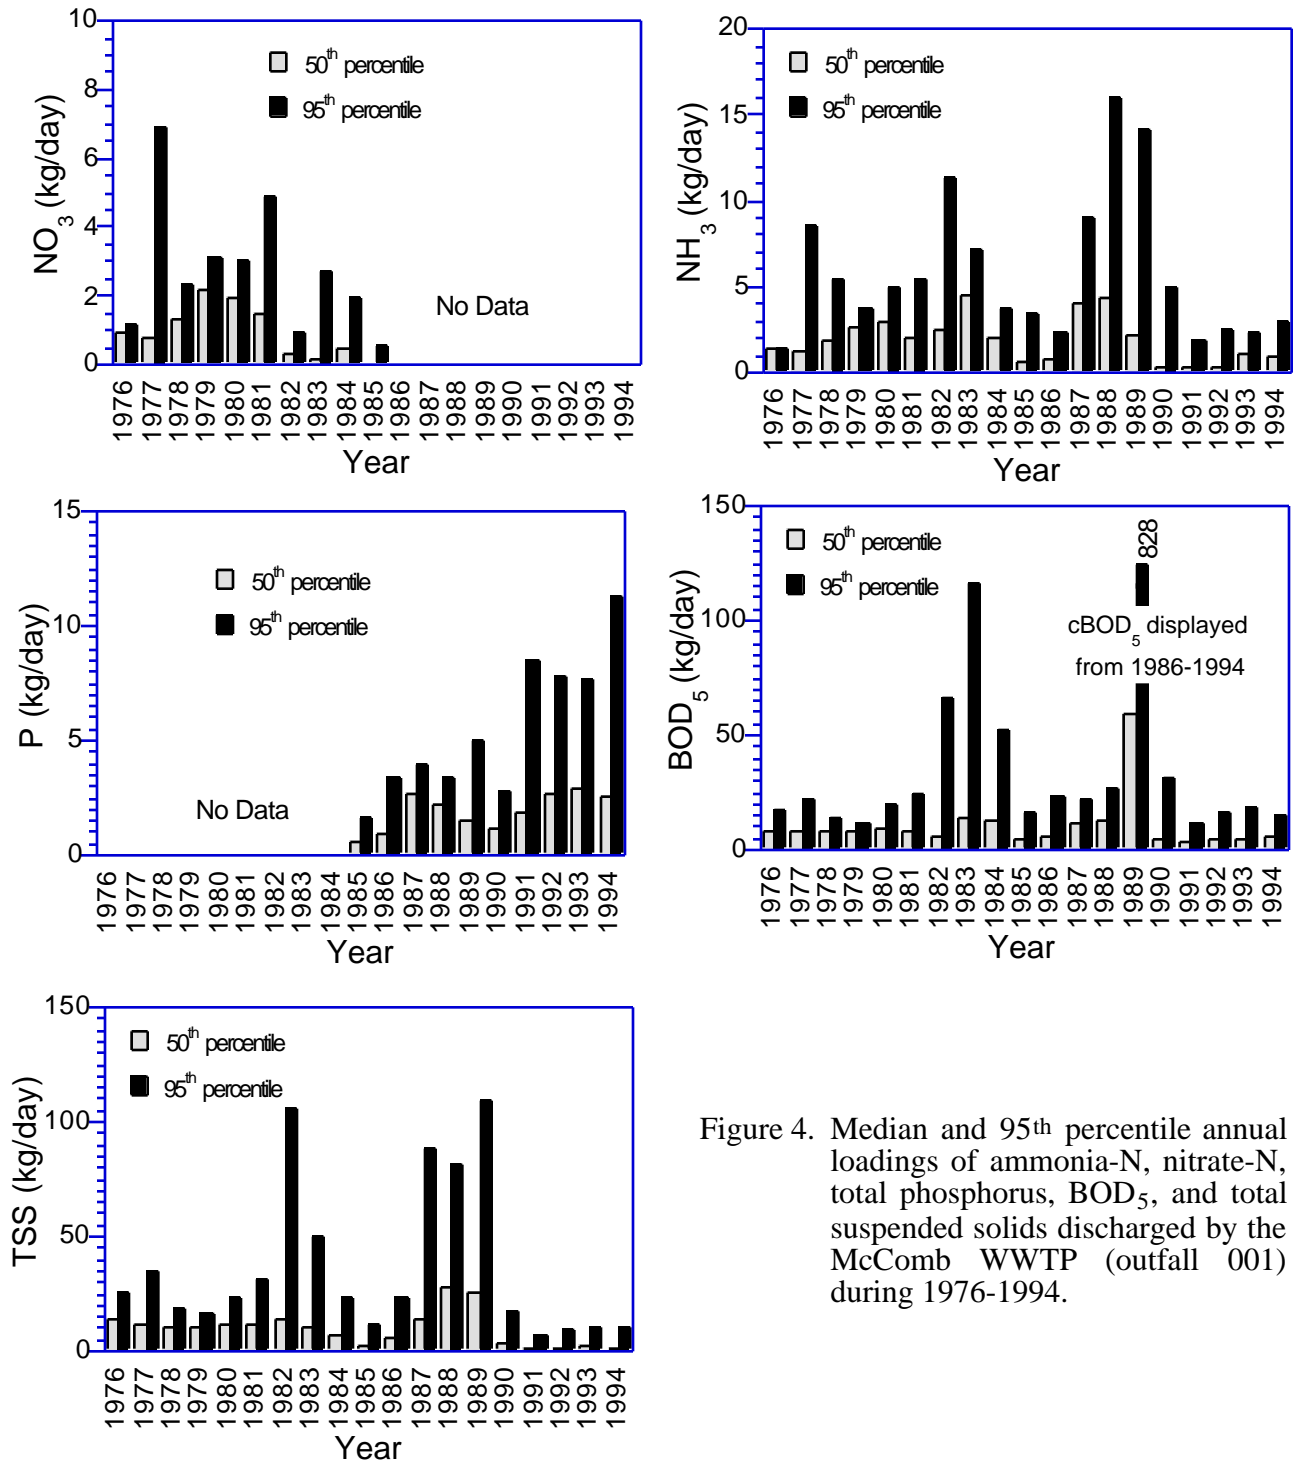 10
8
6
4
2
0
NO3 (kg/day)
50th percentile
95th percentile
No Data
1976 1977 1978 1979 1980 1981 1982 1983 1984 1985 1986 1987 1988 1989 1990 1991 1992 1993 1994
Year
20
15
10
5
0
NH3 (kg/day)
50th percentile
95th percentile
1976 1977 1978 1979 1980 1981 1982 1983 1984 1985 1986 1987 1988 1989 1990 1991 1992 1993 1994
Year
15
10
5
0
P (kg/day)
50th percentile
95th percentile
No Data
1976 1977 1978 1979 1980 1981 1982 1983 1984 1985 1986 1987 1988 1989 1990 1991 1992 1993 1994
Year
150
100
50
0
BOD5 (kg/day)
50th percentile
95th percentile
828
cBOD5 displayed
from 1986-1994
1976 1977 1978 1979 1980 1981 1982 1983 1984 1985 1986 1987 1988 1989 1990 1991 1992 1993 1994
Year
150
100
50
0
TSS (kg/day)
50th percentile
95th percentile
1976 1977 1978 1979 1980 1981 1982 1983 1984 1985 1986 1987 1988 1989 1990 1991 1992 1993 1994
Year
Figure 4. Median and 95th percentile annual
loadings of ammonia-N, nitrate-N,
total phosphorus, BOD5, and total
suspended solids discharged by the
McComb WWTP (outfall 001)
during 1976-1994.